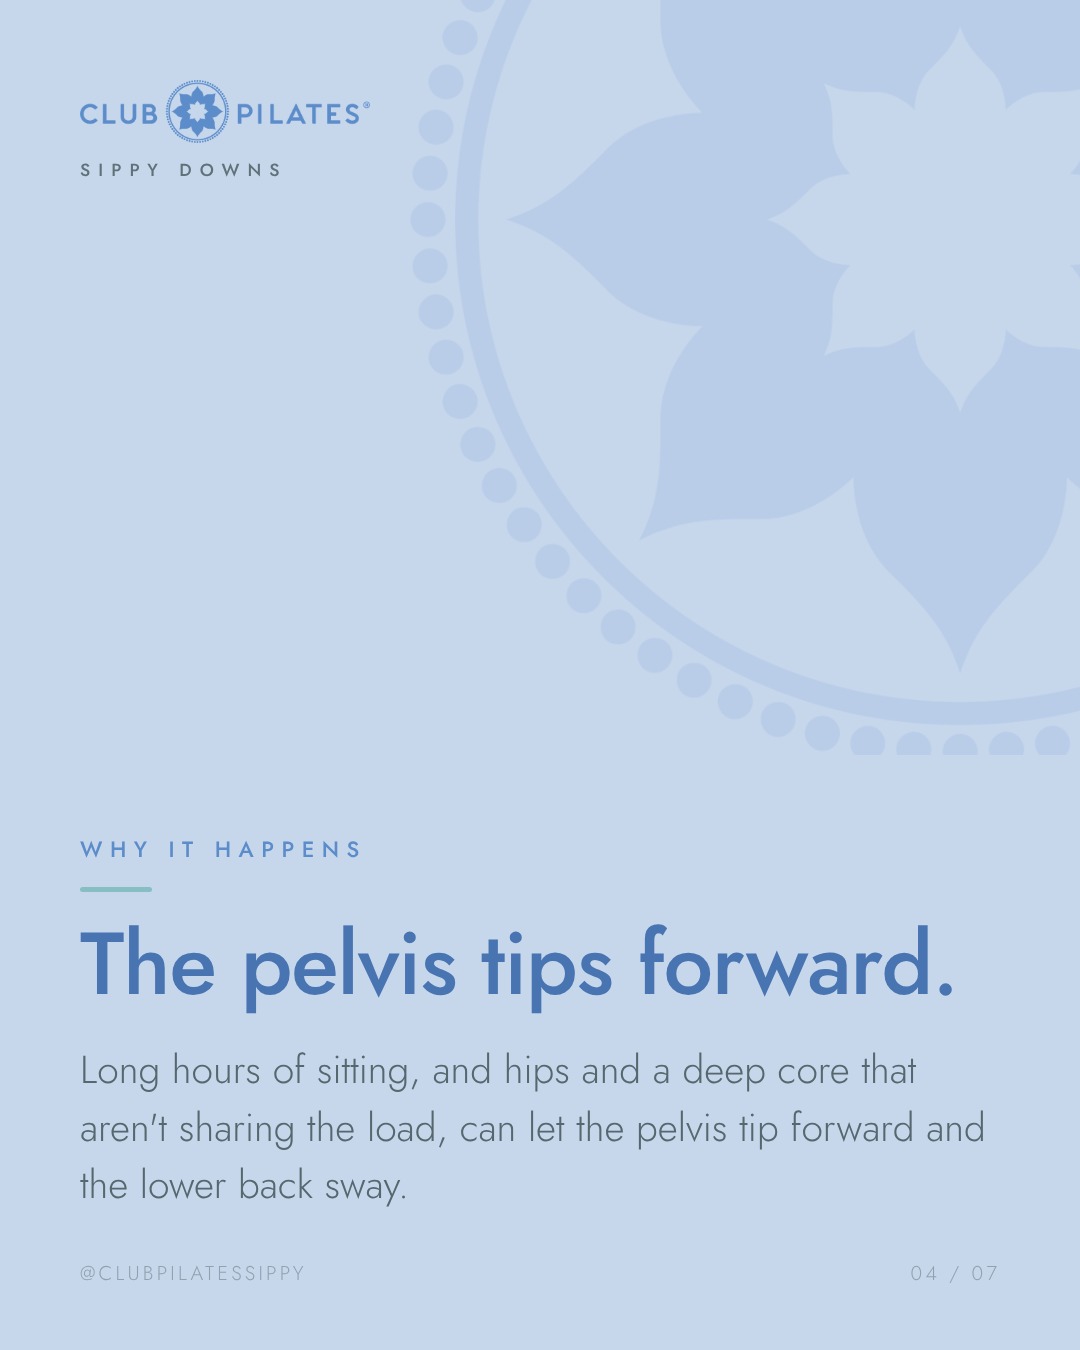 CLUB PILATES®
SIPPY DOWNS
WHY IT HAPPENS
The pelvis tips forward.
Long hours of sitting, and hips and a deep core that
aren't sharing the load, can let the pelvis tip forward and
the lower back sway.
@CLUBPILATESSIPPY
04 / 07